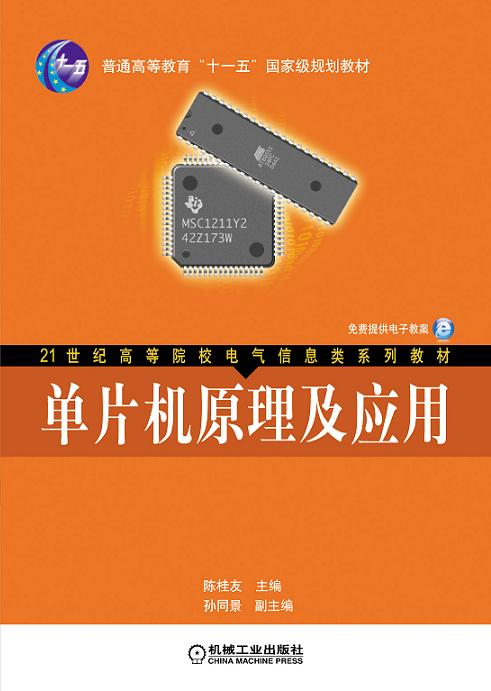 十一五
普通高等教育“十一五”国家级规划教材
MSC1211Y2
42Z173W
免费提供电子教案
21世纪高等院校电气信息类系列教材
单片机原理及应用
陈桂友 主编
孙同景 副主编
机械工业出版社
CHINA MACHINE PRESS